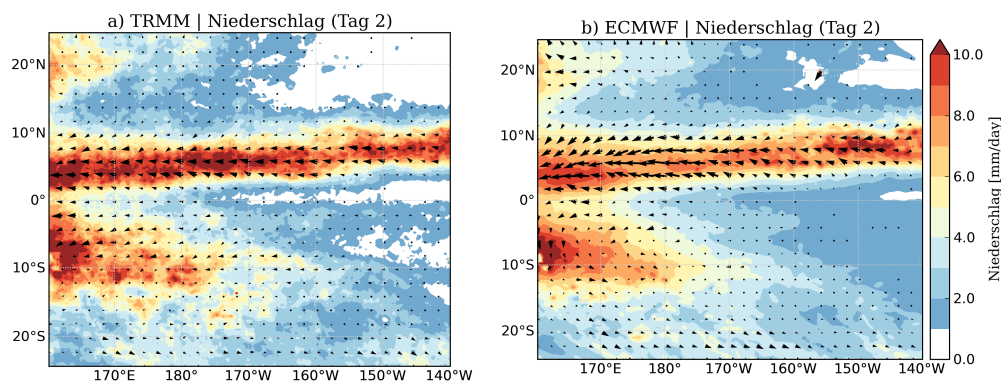 a) TRMM | Niederschlag (Tag 2)
20°N
10°N
0°
10°S
20°S
170°E
180°
170°W
160°W
150°W
140°W
b) ECMWF | Niederschlag (Tag 2)
20°N
10°N
0°
10°S
20°S
170°E
180°
170°W
160°W
150°W
140°W
10.0
8.0
6.0
4.0
2.0
0.0
Niederschlag [mm/day]